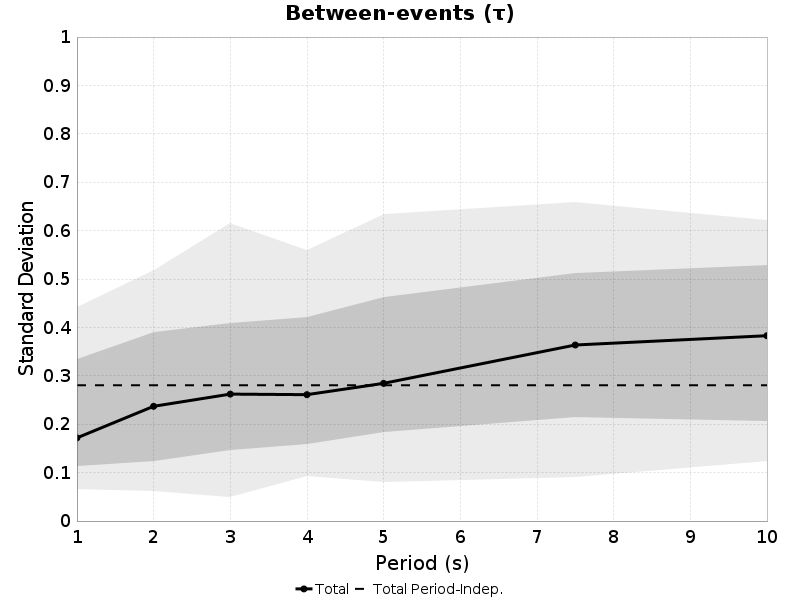 Between-events (τ)
1
0.9
0.8
0.7
0.6
0.5
0.4
0.3
0.2
0.1
0
Standard Deviation
1 2 3 4 5 6 7 8 9 10
Period (s)
Total Total Period-Indep.